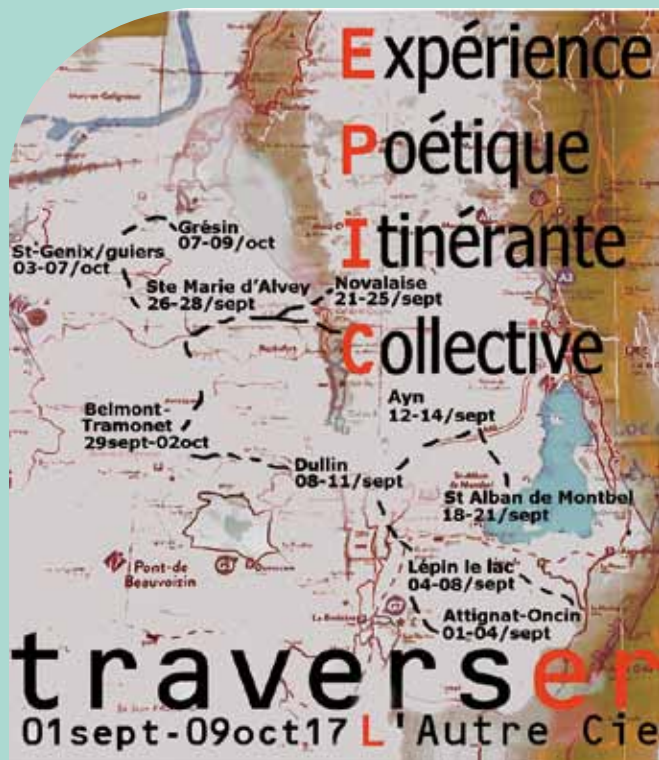 Expérience
Poétique
Itinérante
Collective
Grésin
07-09/oct
St-Genix/guiers
03-07/oct
Ste Marie d'Alvey
26-28/sept
Novalaise
21-25/sept
Ayn
12-14/sept
Belmont-
Tramonet
29sept-02oct
Dullin
08-11/sept
St Alban de Montbel
18-21/sept
Pont-de
Beauvoisin
Lépin le lac
04-08/sept
Attignat-Oncin
01-04/sept
traverser
01sept-09oct17 L'Autre Cie